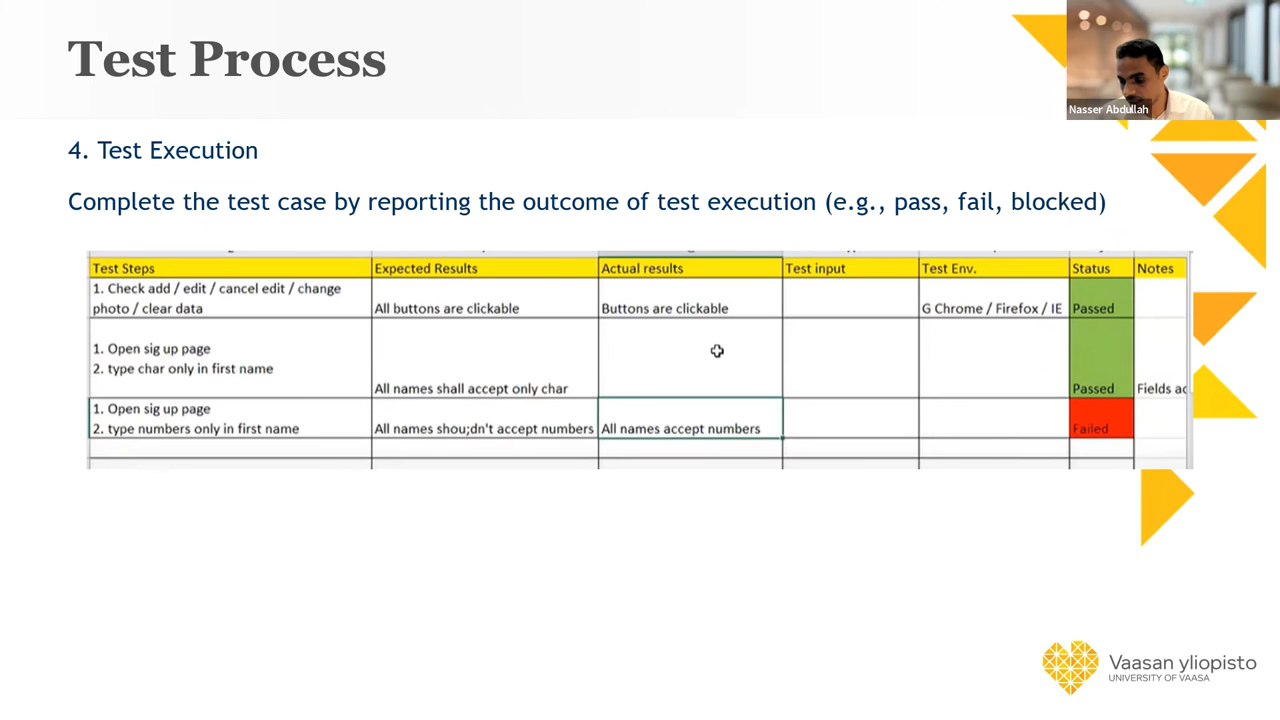 Test Process
Nasser Abdullah
4. Test Execution
Complete the test case by reporting the outcome of test execution (e.g., pass, fail, blocked)
Test Steps Expected Results Actual results Test input Test Env. Status Notes
1. Check add / edit / cancel edit / change
photo / clear data All buttons are clickable Buttons are clickable G Chrome / Firefox / IE Passed
1. Open sig up page
2. type char only in first name
All names shall accept only char Passed Fields ac
1. Open sig up page
2. type numbers only in first name All names shou;dn't accept numbers All names accept numbers Failed
Vaasan yliopisto
UNIVERSITY OF VAASA